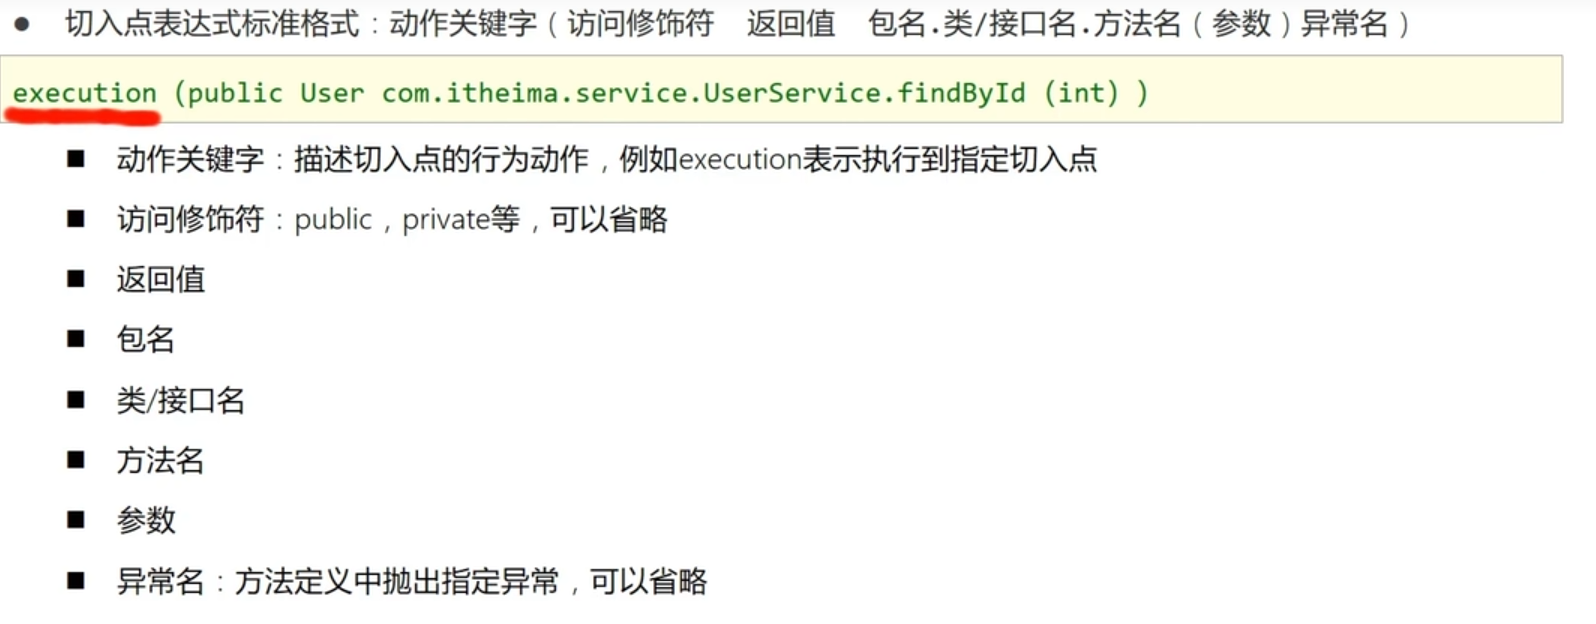 ● 切入点表达式标准格式：动作关键字（访问修饰符 返回值 包名.类/接口名.方法名（参数）异常名）
execution (public User com.itheima.service.UserService.findById (int) )
■ 动作关键字：描述切入点的行为动作，例如execution表示执行到指定切入点
■ 访问修饰符：public，private等，可以省略
■ 返回值
■ 包名
■ 类/接口名
■ 方法名
■ 参数
■ 异常名：方法定义中抛出指定异常，可以省略